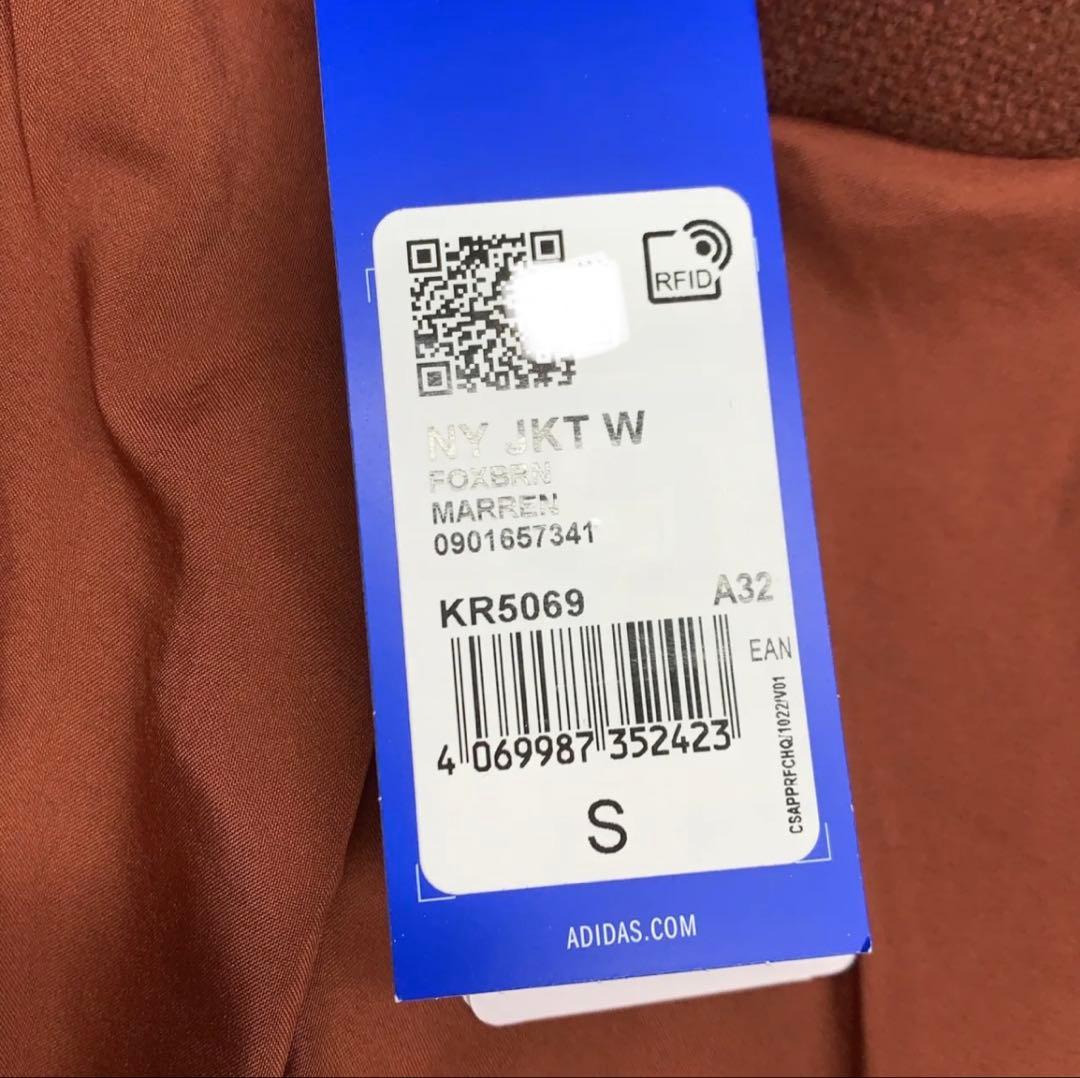 RFID
NY JKT W
FOXBRN
MARREN
0901657341
KR5069
A32
EAN
4 069987 352423
CSAPPRFCHQ/1022/V01
S
ADIDAS.COM